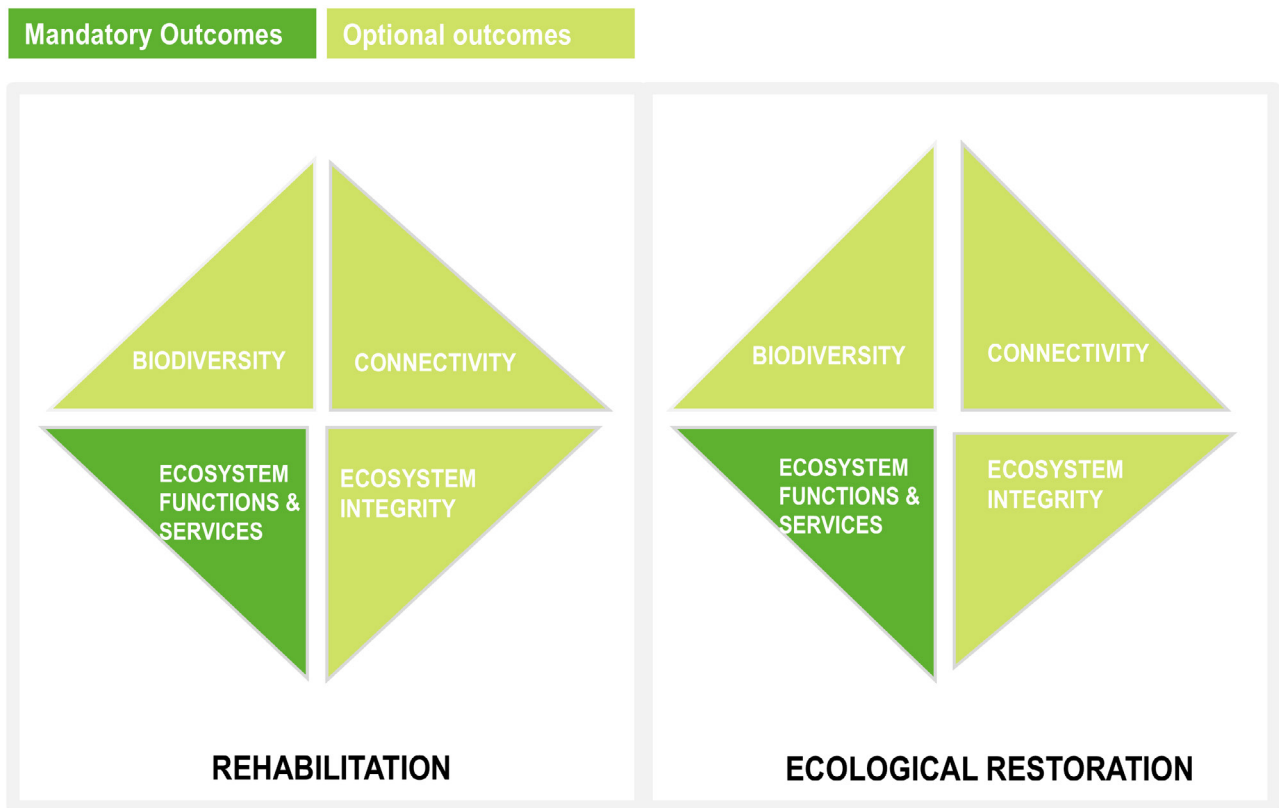 Mandatory Outcomes
Optional outcomes
BIODIVERSITY
CONNECTIVITY
ECOSYSTEM
FUNCTIONS &
SERVICES
ECOSYSTEM
INTEGRITY
REHABILITATION
BIODIVERSITY
CONNECTIVITY
ECOSYSTEM
FUNCTIONS &
SERVICES
ECOSYSTEM
INTEGRITY
ECOLOGICAL RESTORATION